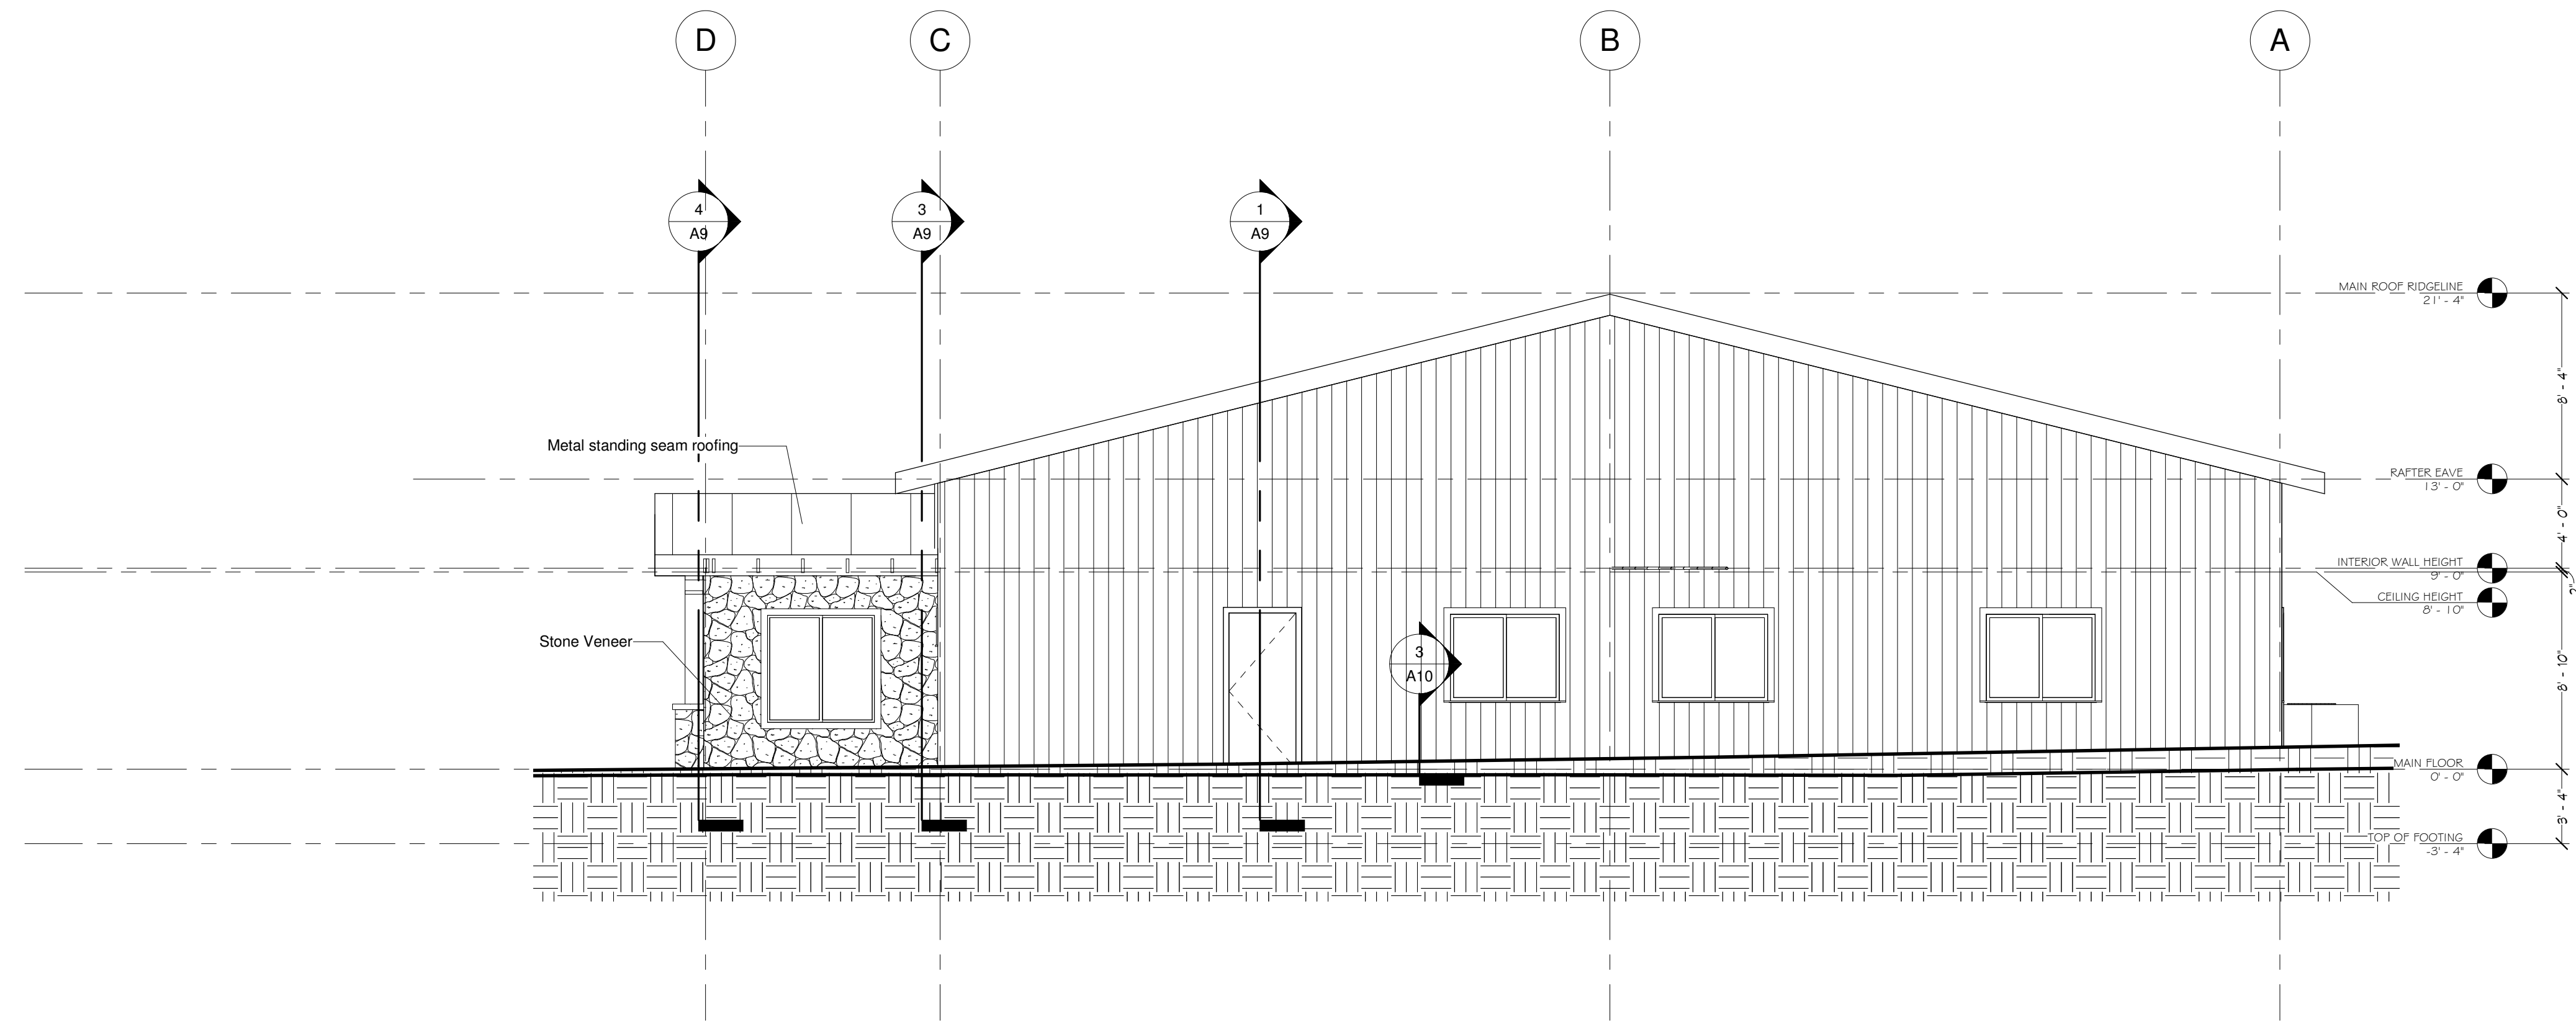 D
C
B
A
4
A9
3
A9
1
A9
MAIN ROOF RIDGELINE
21' - 4"
8' - 4"
Metal standing seam roofing
RAFTER EAVE
13' - 0"
4' - 0"
INTERIOR WALL HEIGHT
9' - 0"
2"
CEILING HEIGHT
8' - 10"
Stone Veneer
3
A10
8' - 10"
MAIN FLOOR
0' - 0"
3' - 4"
TOP OF FOOTING
-3' - 4"